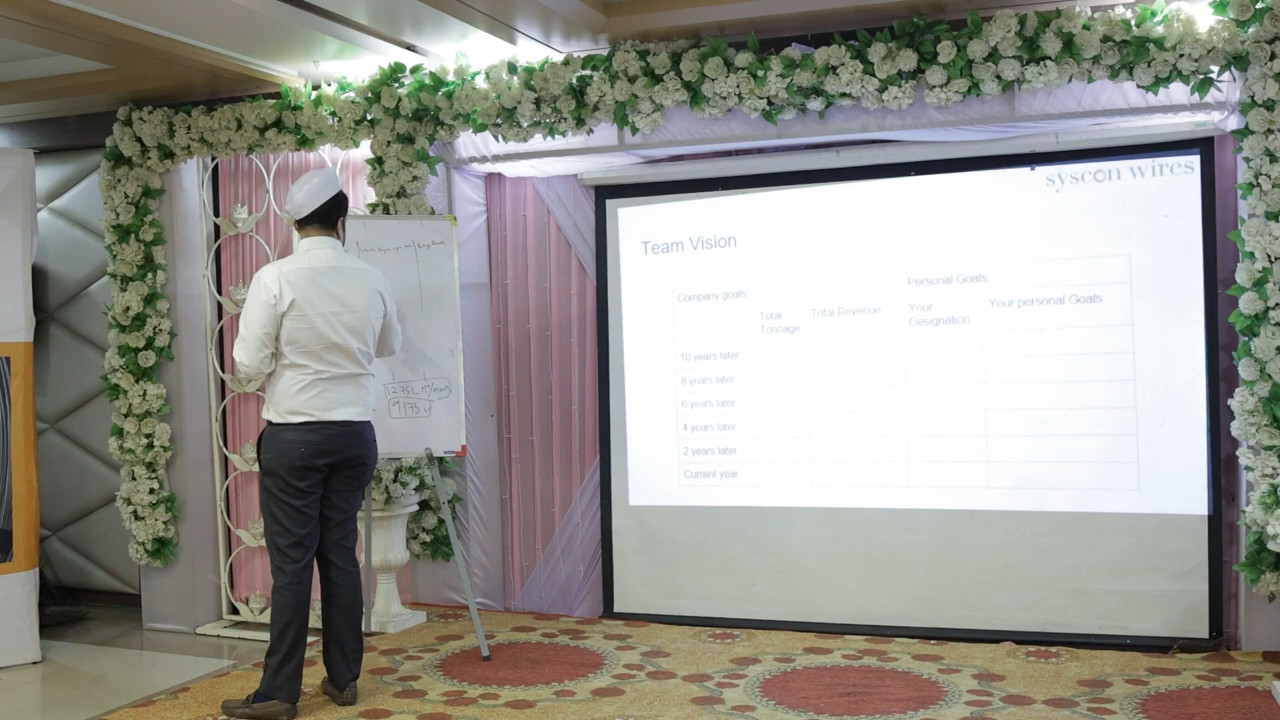 syscon wires
Team Vision
Personal Goals
Company goals
Total Tonnage
Total Revenue
Your Designation
Your personal Goals
10 years later
8 years later
6 years later
4 years later
2 years later
Current year